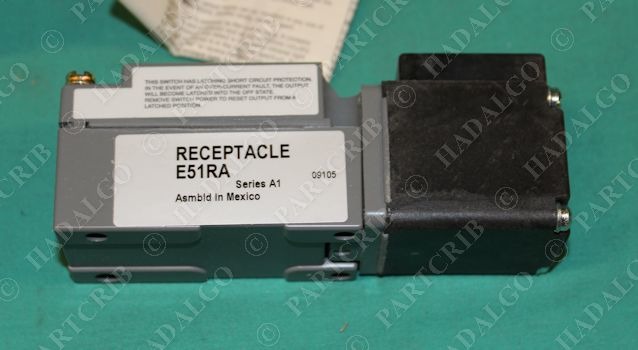 THIS SWITCH HAS LATCHING SHORT CIRCUIT PROTECTION.
IN THE EVENT OF AN OVER-CURRENT FAULT, THE OUTPUT
WILL BECOME LATCHED INTO THE OFF STATE.
REMOVE SWITCH POWER TO RESET OUTPUT FROM A
LATCHED POSITION.
RECEPTACLE
E51RA
Series A1
09105
Asmbld in Mexico
© PARTCRIB
© HADALGO